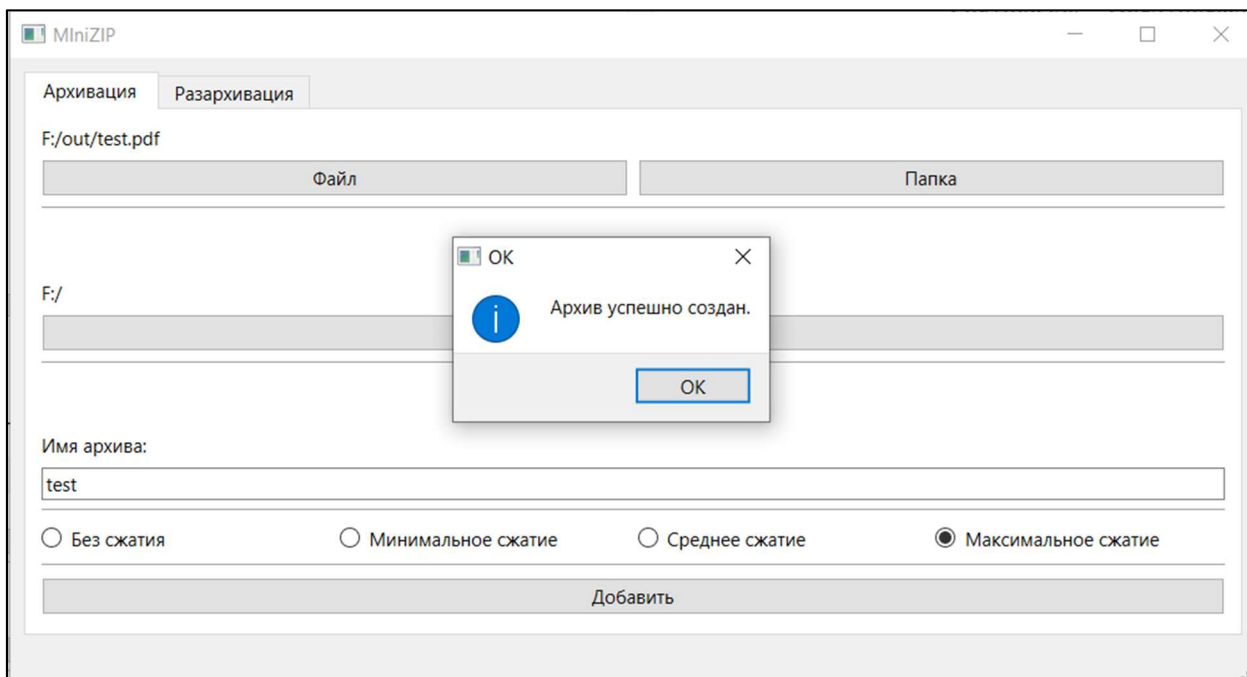 MIniZIP
Архивация Разархивация
F:/out/test.pdf
Файл Папка
OK
Архив успешно создан.
F:/
OK
Имя архива:
test
Без сжатия Минимальное сжатие Среднее сжатие Максимальное сжатие
Добавить